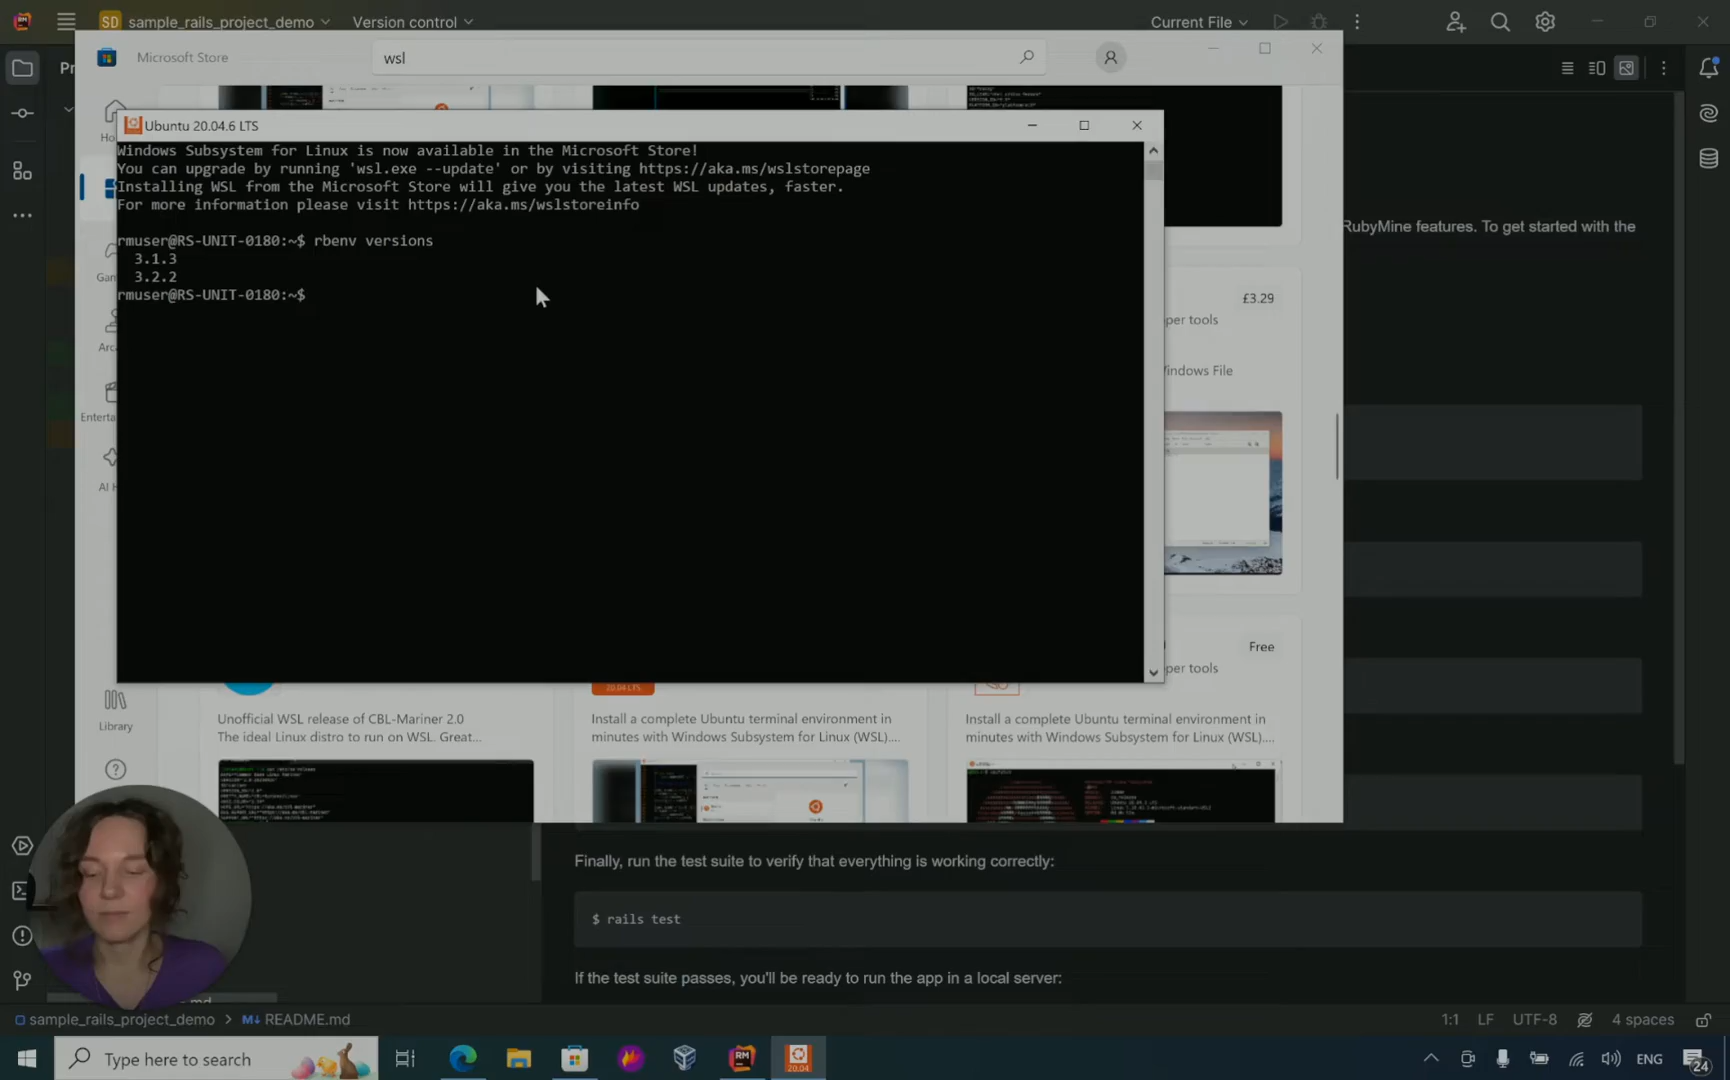 SD sample_rails_project_demo
Version control
Current File
Microsoft Store
wsl
Ubuntu 20.04.6 LTS
Windows Subsystem for Linux is now available in the Microsoft Store!
You can upgrade by running 'wsl.exe --update' or by visiting https://aka.ms/wslstorepage
Installing WSL from the Microsoft Store will give you the latest WSL updates, faster.
For more information please visit https://aka.ms/wslstoreinfo
rmuser@RS-UNIT-0180:~$ rbenv versions
3.1.3
3.2.2
rmuser@RS-UNIT-0180:~$
RubyMine features. To get started with the
£3.29
per tools
Windows File
Free
per tools
Library
Unofficial WSL release of CBL-Mariner 2.0
The ideal Linux distro to run on WSL. Great...
20.04 LTS
Install a complete Ubuntu terminal environment in
minutes with Windows Subsystem for Linux (WSL)....
Install a complete Ubuntu terminal environment in
minutes with Windows Subsystem for Linux (WSL)....
Finally, run the test suite to verify that everything is working correctly:
$ rails test
If the test suite passes, you'll be ready to run the app in a local server:
sample_rails_project_demo > README.md
1:1 LF UTF-8 4 spaces
Type here to search
RM
20.04
ENG
24